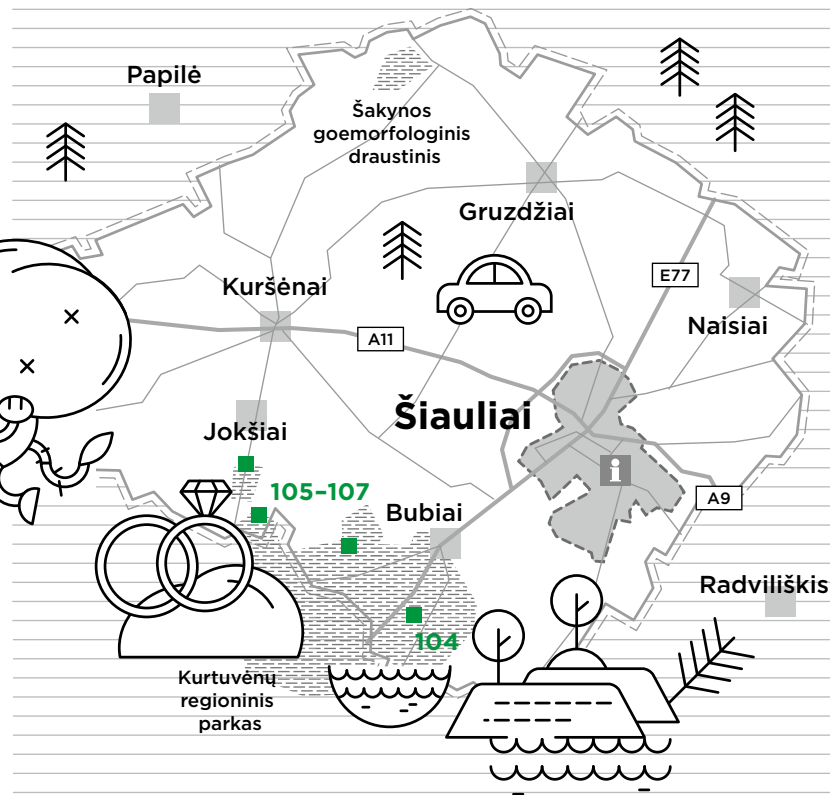 Papilė
Šakynos
goemorfologinis
draustinis
Gruzdžiai
E77
Kuršėnai
Naisiai
A11
Šiauliai
Jokšiai
i
105–107
A9
Bubiai
Radviliškis
104
Kurtuvėnų
regioninis
parkas